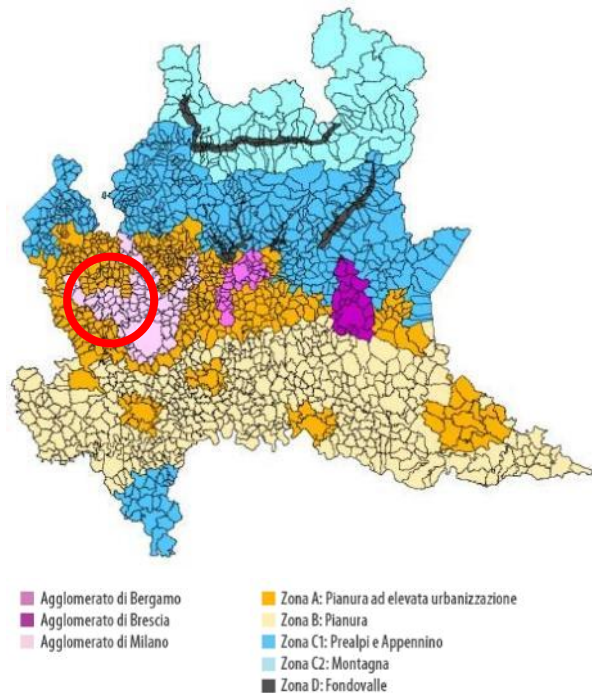 Agglomerato di Bergamo
Agglomerato di Brescia
Agglomerato di Milano
Zona A: Pianura ad elevata urbanizzazione
Zona B: Pianura
Zona C1: Prealpi e Appennino
Zona C2: Montagna
Zona D: Fondovalle